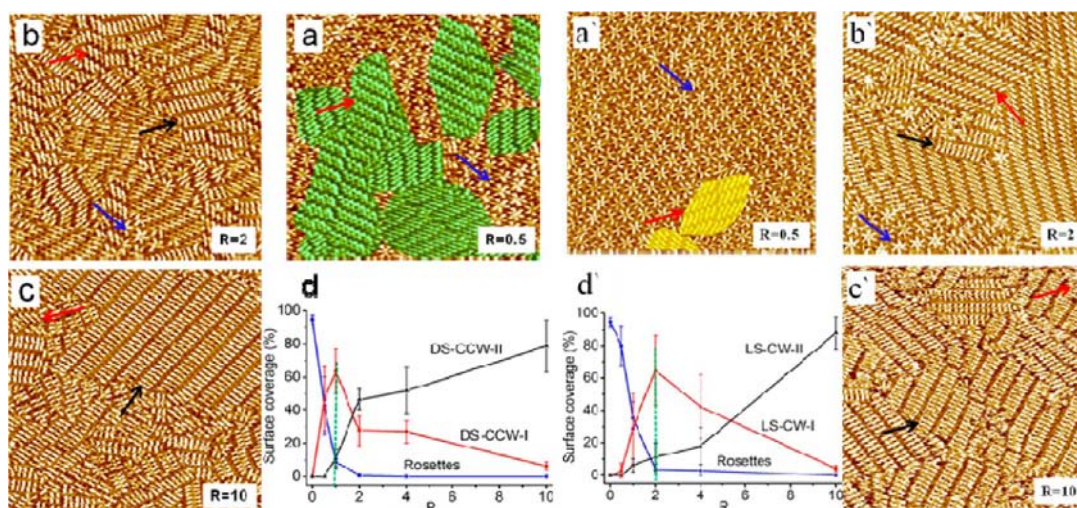 b
R=2
a
R=0.5
a`
R=0.5
b`
R=2
c
R=10
d
Surface coverage (%)
100
80
60
40
20
0
DS-CCW-II
DS-CCW-I
Rosettes
0 2 4 6 8 10
R
d`
Surface coverage (%)
100
80
60
40
20
0
LS-CW-II
LS-CW-I
Rosettes
0 2 4 6 8 10
R
c`
R=10